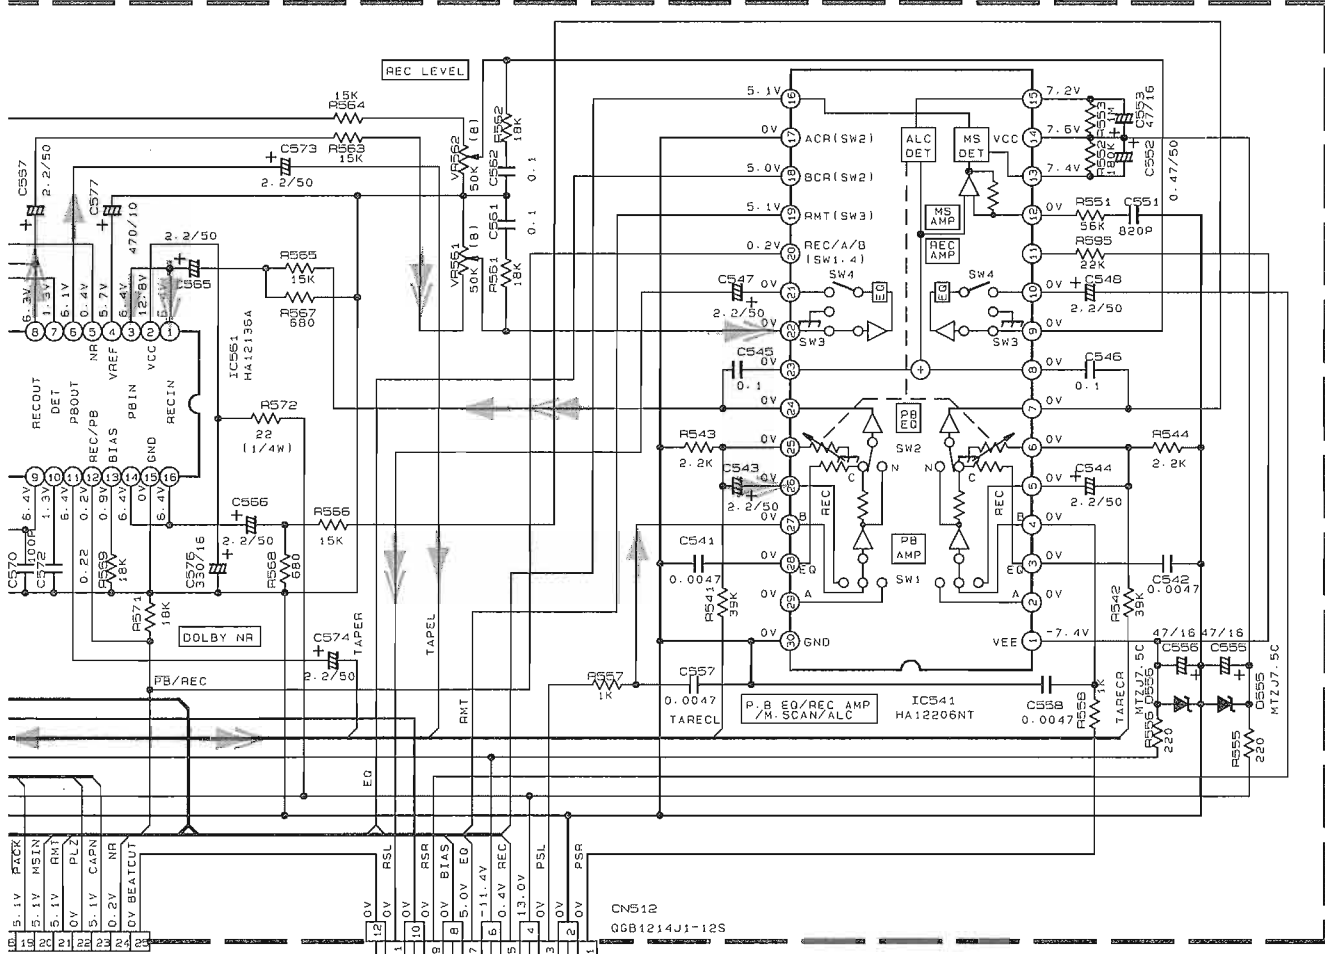 REC LEVEL
15K
R564
R563
15K
C573
2.2/50
C557
2.2/50
C577
470/10
2.2/50
C565
R565
15K
R567
680
VR562
50K (B)
R562
18K
C562
0.1
C561
0.1
VR561
50K (B)
R561
18K
6.3V
1.3V
6.1V
0.4V
5.7V
6.4V
12.8V
8 7 6 5 4 3 2 1
NR
VREF
VCC
RECOUT
DET
PBOUT
REC/PB
BIAS
PBIN
GND
RECIN
IC561
HA12136A
9 10 11 12 13 14 15 16
6.4V
1.3V
6.4V
0.2V
0.9V
6.4V
0V
6.4V
R572
22
(1/4W)
C566
2.2/50
R566
15K
C570
100P
C572
0.22
R569
18K
C576
330/16
R568
680
R571
18K
DOLBY NR
C574
2.2/50
TAPER
TAPEL
PB/REC
RMT
EQ
5.1V 16
0V 17 ACR(SW2)
5.0V 18 BCR(SW2)
5.1V 19 RMT(SW3)
0.2V 20 REC/A/B
(SW1.4)
C547
2.2/50
0V 21
SW4
EQ
0V 22
SW3
C545
0.1
0V 23
0V 24
R543
2.2K
0V 25
C543
2.2/50
0V 26
0V 27 B
C541
0.0047
0V 28 EQ
R541
39K
0V 29 A
0V 30 GND
ALC
DET
MS
DET
VCC
MS
AMP
REC
AMP
PB
EQ
SW2
N
C
REC
PB
AMP
SW1
EQ
SW4
SW3
N
C
REC
15 7.2V
14 7.6V
13 7.4V
12 0V
11
10 0V
9 0V
8 0V
7 0V
6 0V
5 0V
B 4 0V
EQ 3 0V
A 2 0V
VEE 1 -7.4V
R553
1M
C553
47/16
R552
180K
C552
0.47/50
R551
56K
C551
820P
R595
22K
C548
2.2/50
C546
0.1
R544
2.2K
C544
2.2/50
C542
0.0047
R542
39K
R557
1K
C557
0.0047
TARECL
P.B EQ/REC AMP
/M.SCAN/ALC
IC541
HA12206NT
C558
0.0047
R558
1K
TARECR
47/16
47/16
C556
C555
D556
MTZJ7.5C
D555
MTZJ7.5C
R556
220
R555
220
5.1V PACK
5.1V MSIN
5.1V RMT
0V PLZ
5.1V CAPN
0.2V NR
0V BEATCUT
19 20 21 22 23 24 25
0V
0V RSL
0V
0V RSR
0V BIAS
5.0V EQ
-11.4V
0.4V REC
13.0V
0V PSL
0V
0V PSR
12 10 9 8 7 6 5 4 3 2 1
CN512
QGB1214J1-12S